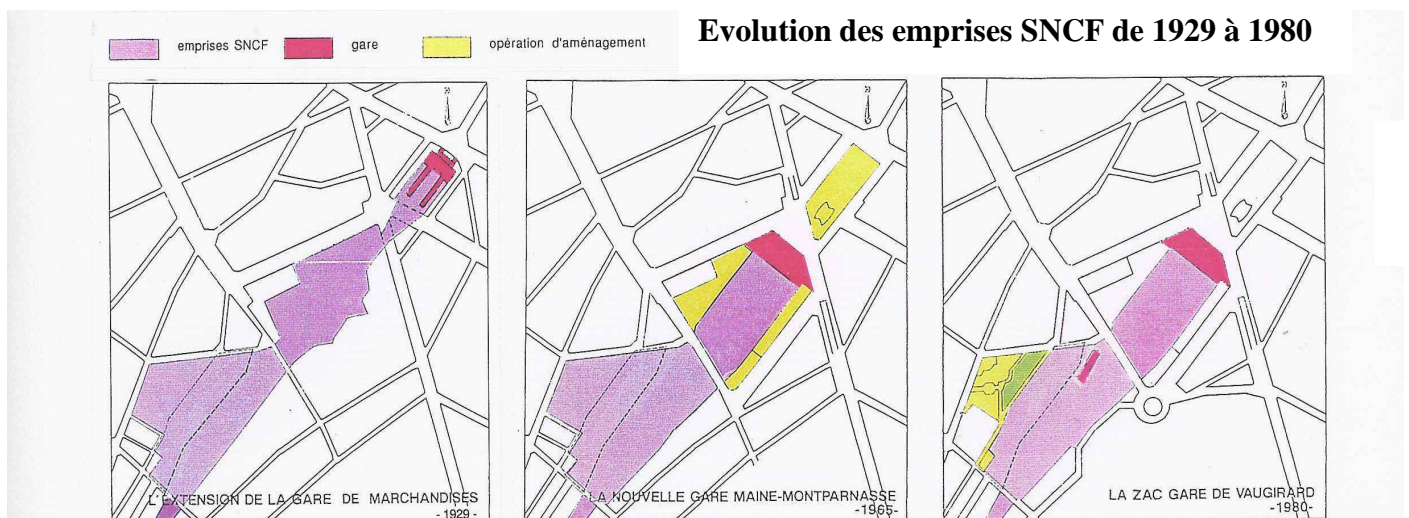 Evolution des emprises SNCF de 1929 à 1980
emprises SNCF
gare
opération d'aménagement
N
N
N
L'EXTENSION DE LA GARE DE MARCHANDISES
- 1929 -
LA NOUVELLE GARE MAINE-MONTPARNASSE
-1965-
LA ZAC GARE DE VAUGIRARD
-1980-